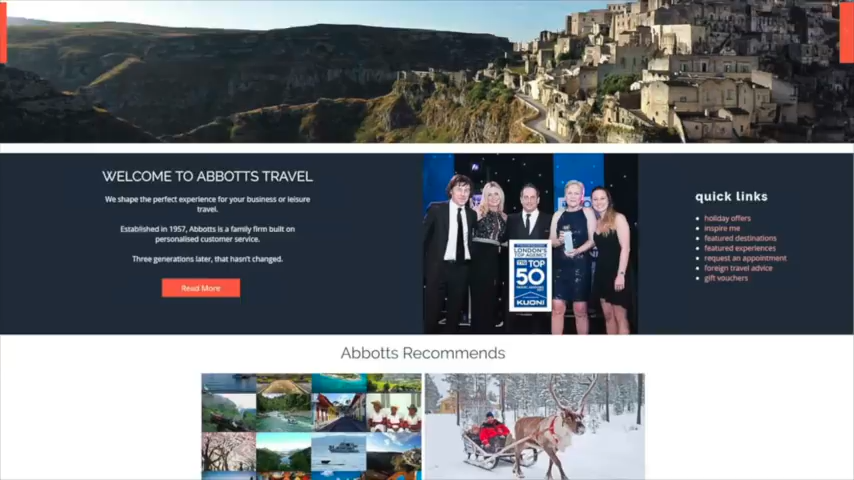 WELCOME TO ABBOTTS TRAVEL
We shape the perfect experience for your business or leisure
travel.
Established in 1957, Abbotts is a family firm built on
personalised customer service.
Three generations later, that hasn't changed.
Read More
LONDON'S
TOP AGENCY
TOP
50
KUONI
quick links
holiday offers
inspire me
featured destinations
featured experiences
request an appointment
foreign travel advice
gift vouchers
Abbotts Recommends